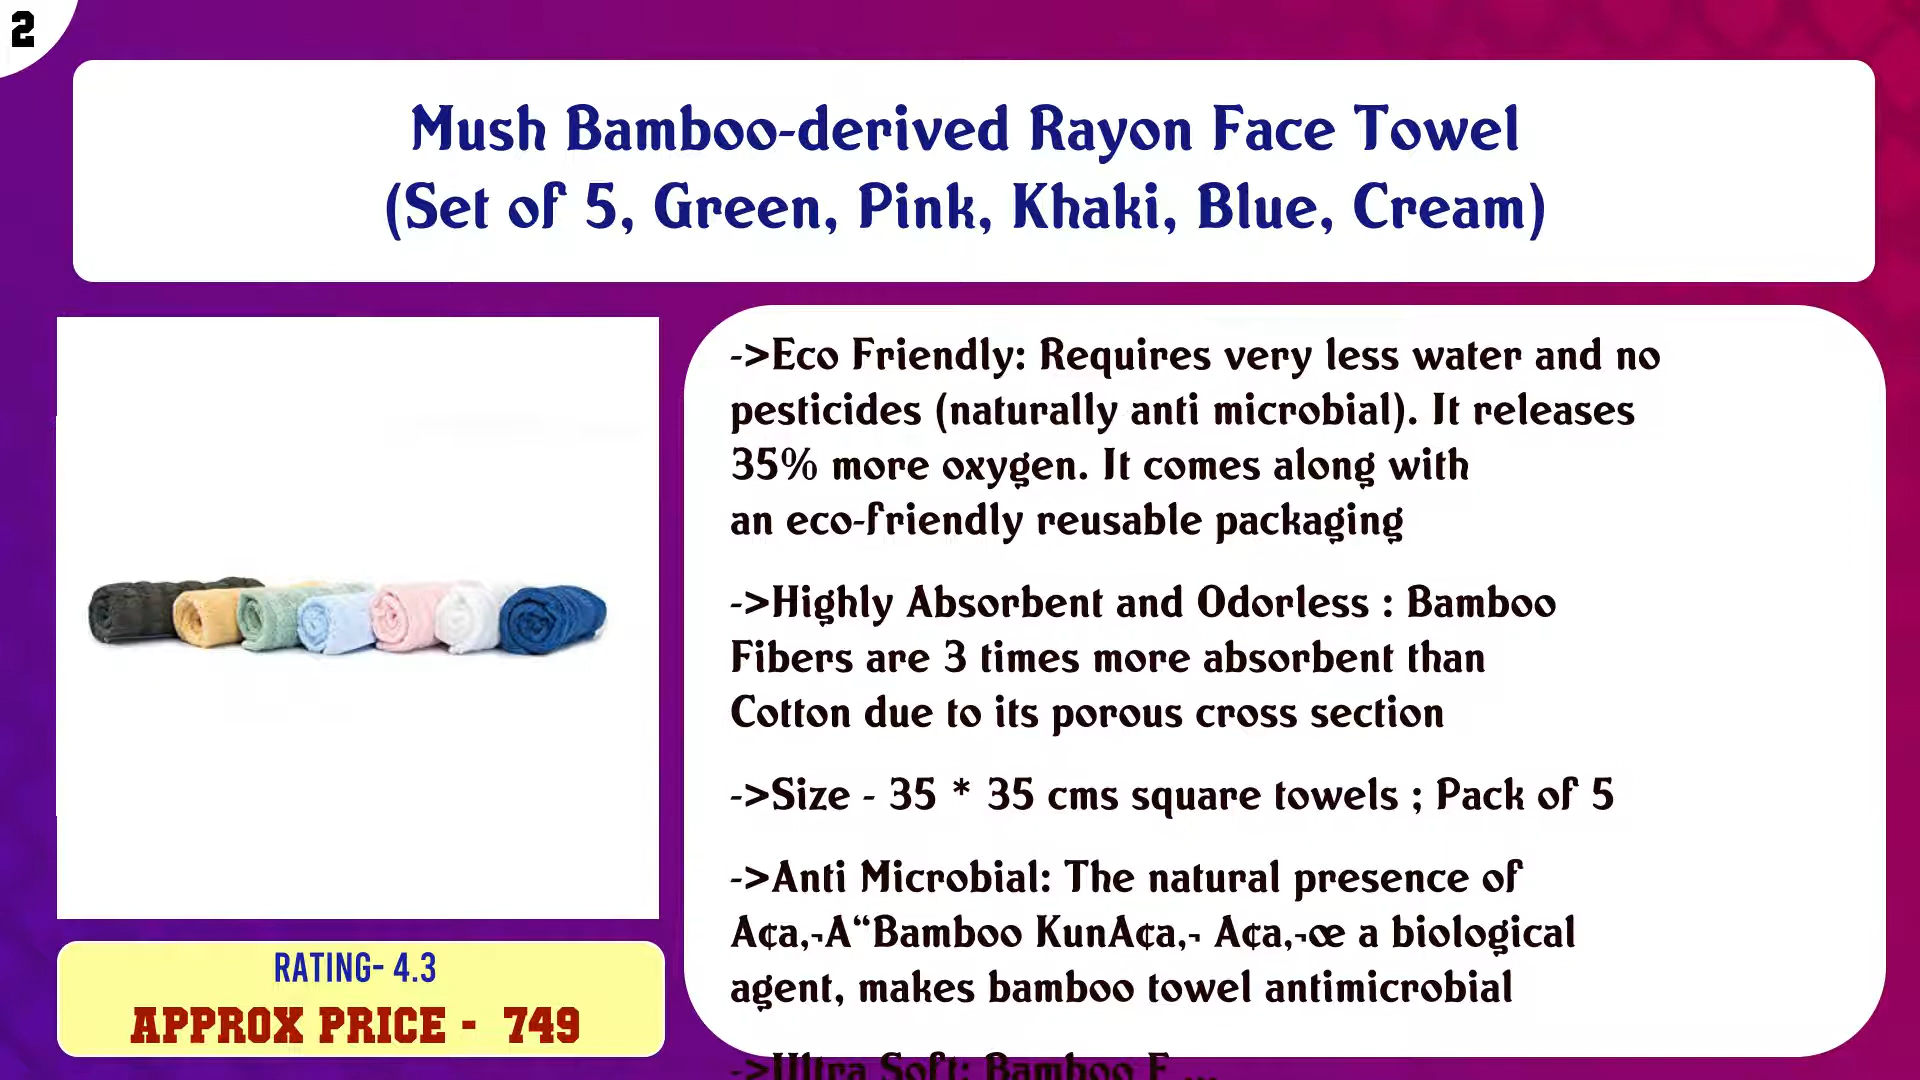 2
Mush Bamboo-derived Rayon Face Towel
(Set of 5, Green, Pink, Khaki, Blue, Cream)
->Eco Friendly: Requires very less water and no
pesticides (naturally anti microbial). It releases
35% more oxygen. It comes along with
an eco-friendly reusable packaging
->Highly Absorbent and Odorless : Bamboo
Fibers are 3 times more absorbent than
Cotton due to its porous cross section
->Size - 35 * 35 cms square towels ; Pack of 5
->Anti Microbial: The natural presence of
A¢a,¬A“Bamboo KunA¢a,¬ A¢a,¬œ a biological
agent, makes bamboo towel antimicrobial
->Ultra Soft: Bamboo F ...
RATING- 4.3
APPROX PRICE - 749